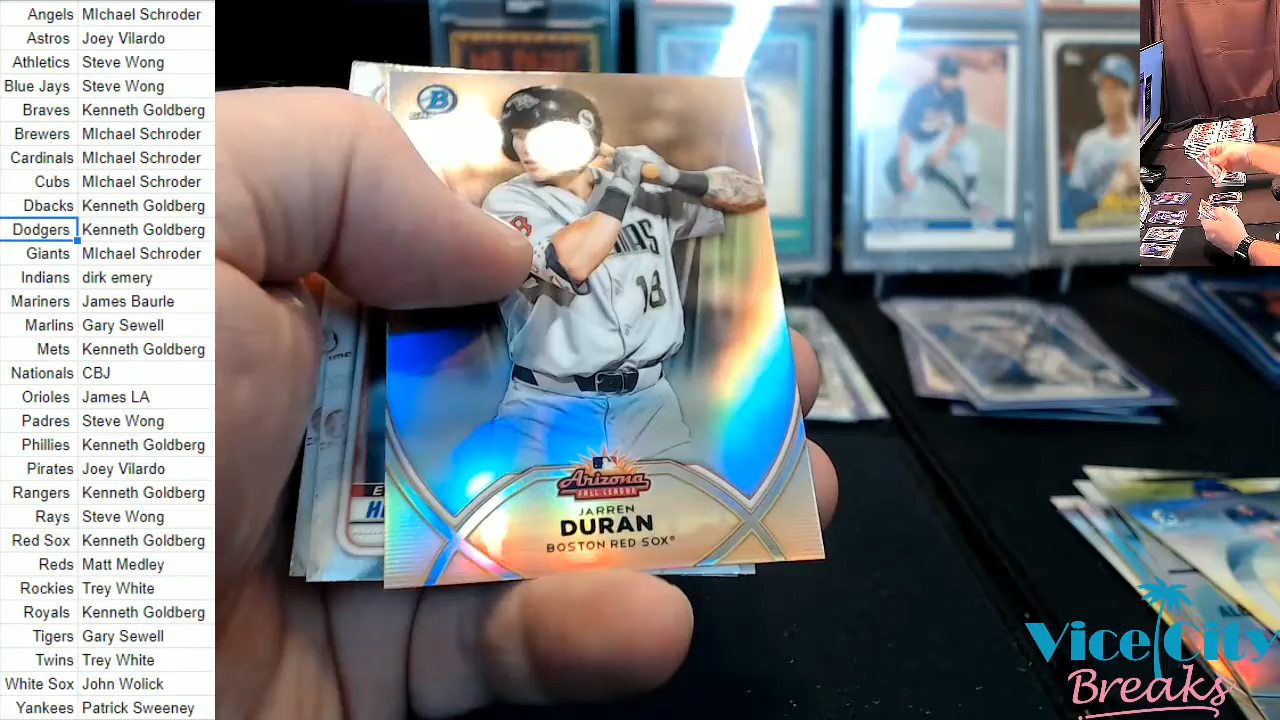 Angels MIchael Schroder
Astros Joey Vilardo
Athletics Steve Wong
Blue Jays Steve Wong
Braves Kenneth Goldberg
Brewers MIchael Schroder
Cardinals MIchael Schroder
Cubs MIchael Schroder
Dbacks Kenneth Goldberg
Dodgers Kenneth Goldberg
Giants MIchael Schroder
Indians dirk emery
Mariners James Baurle
Marlins Gary Sewell
Mets Kenneth Goldberg
Nationals CBJ
Orioles James LA
Padres Steve Wong
Phillies Kenneth Goldberg
Pirates Joey Vilardo
Rangers Kenneth Goldberg
Rays Steve Wong
Red Sox Kenneth Goldberg
Reds Matt Medley
Rockies Trey White
Royals Kenneth Goldberg
Tigers Gary Sewell
Twins Trey White
White Sox John Wolick
Yankees Patrick Sweeney
B
18
Arizona
FALL LEAGUE
JARREN
DURAN
BOSTON RED SOX®
Vice City
Breaks